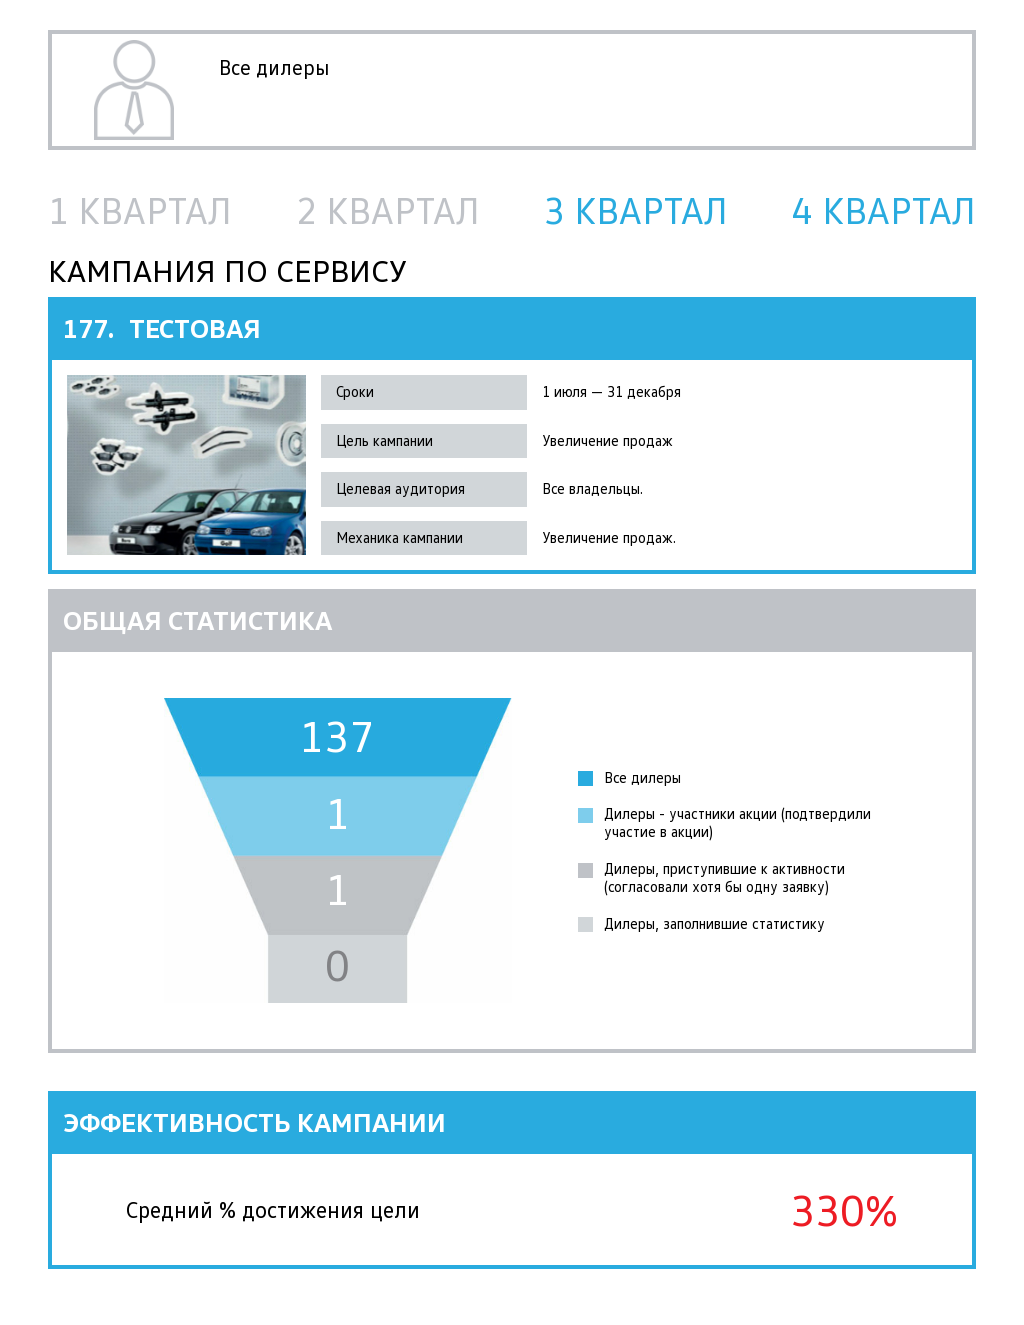 Все дилеры
1 КВАРТАЛ 2 КВАРТАЛ 3 КВАРТАЛ 4 КВАРТАЛ
КАМПАНИЯ ПО СЕРВИСУ
177. ТЕСТОВАЯ
Сроки 1 июля — 31 декабря
Цель кампании Увеличение продаж
Целевая аудитория Все владельцы.
Механика кампании Увеличение продаж.
ОБЩАЯ СТАТИСТИКА
137
1
1
0
Все дилеры
Дилеры - участники акции (подтвердили
участие в акции)
Дилеры, приступившие к активности
(согласовали хотя бы одну заявку)
Дилеры, заполнившие статистику
ЭФФЕКТИВНОСТЬ КАМПАНИИ
Средний % достижения цели 330%